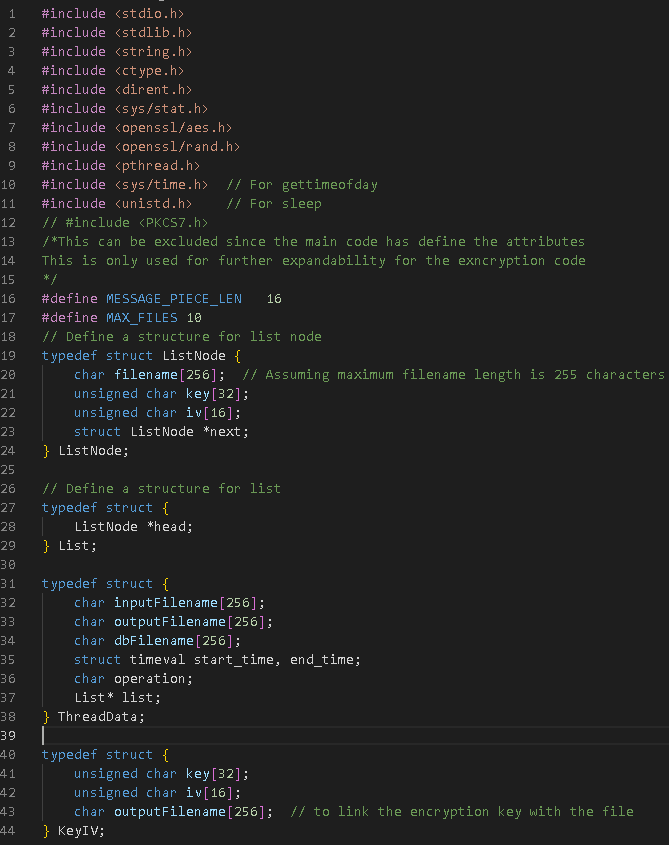 1 #include <stdio.h>
2 #include <stdlib.h>
3 #include <string.h>
4 #include <ctype.h>
5 #include <dirent.h>
6 #include <sys/stat.h>
7 #include <openssl/aes.h>
8 #include <openssl/rand.h>
9 #include <pthread.h>
10 #include <sys/time.h>  // For gettimeofday
11 #include <unistd.h>    // For sleep
12 // #include <PKCS7.h>
13 /*This can be excluded since the main code has define the attributes
14 This is only used for further expandability for the exncryption code
15 */
16 #define MESSAGE_PIECE_LEN   16
17 #define MAX_FILES 10
18 // Define a structure for list node
19 typedef struct ListNode {
20     char filename[256];  // Assuming maximum filename length is 255 characters
21     unsigned char key[32];
22     unsigned char iv[16];
23     struct ListNode *next;
24 } ListNode;
25
26 // Define a structure for list
27 typedef struct {
28     ListNode *head;
29 } List;
30
31 typedef struct {
32     char inputFilename[256];
33     char outputFilename[256];
34     char dbFilename[256];
35     struct timeval start_time, end_time;
36     char operation;
37     List* list;
38 } ThreadData;
39
40 typedef struct {
41     unsigned char key[32];
42     unsigned char iv[16];
43     char outputFilename[256];  // to link the encryption key with the file
44 } KeyIV;